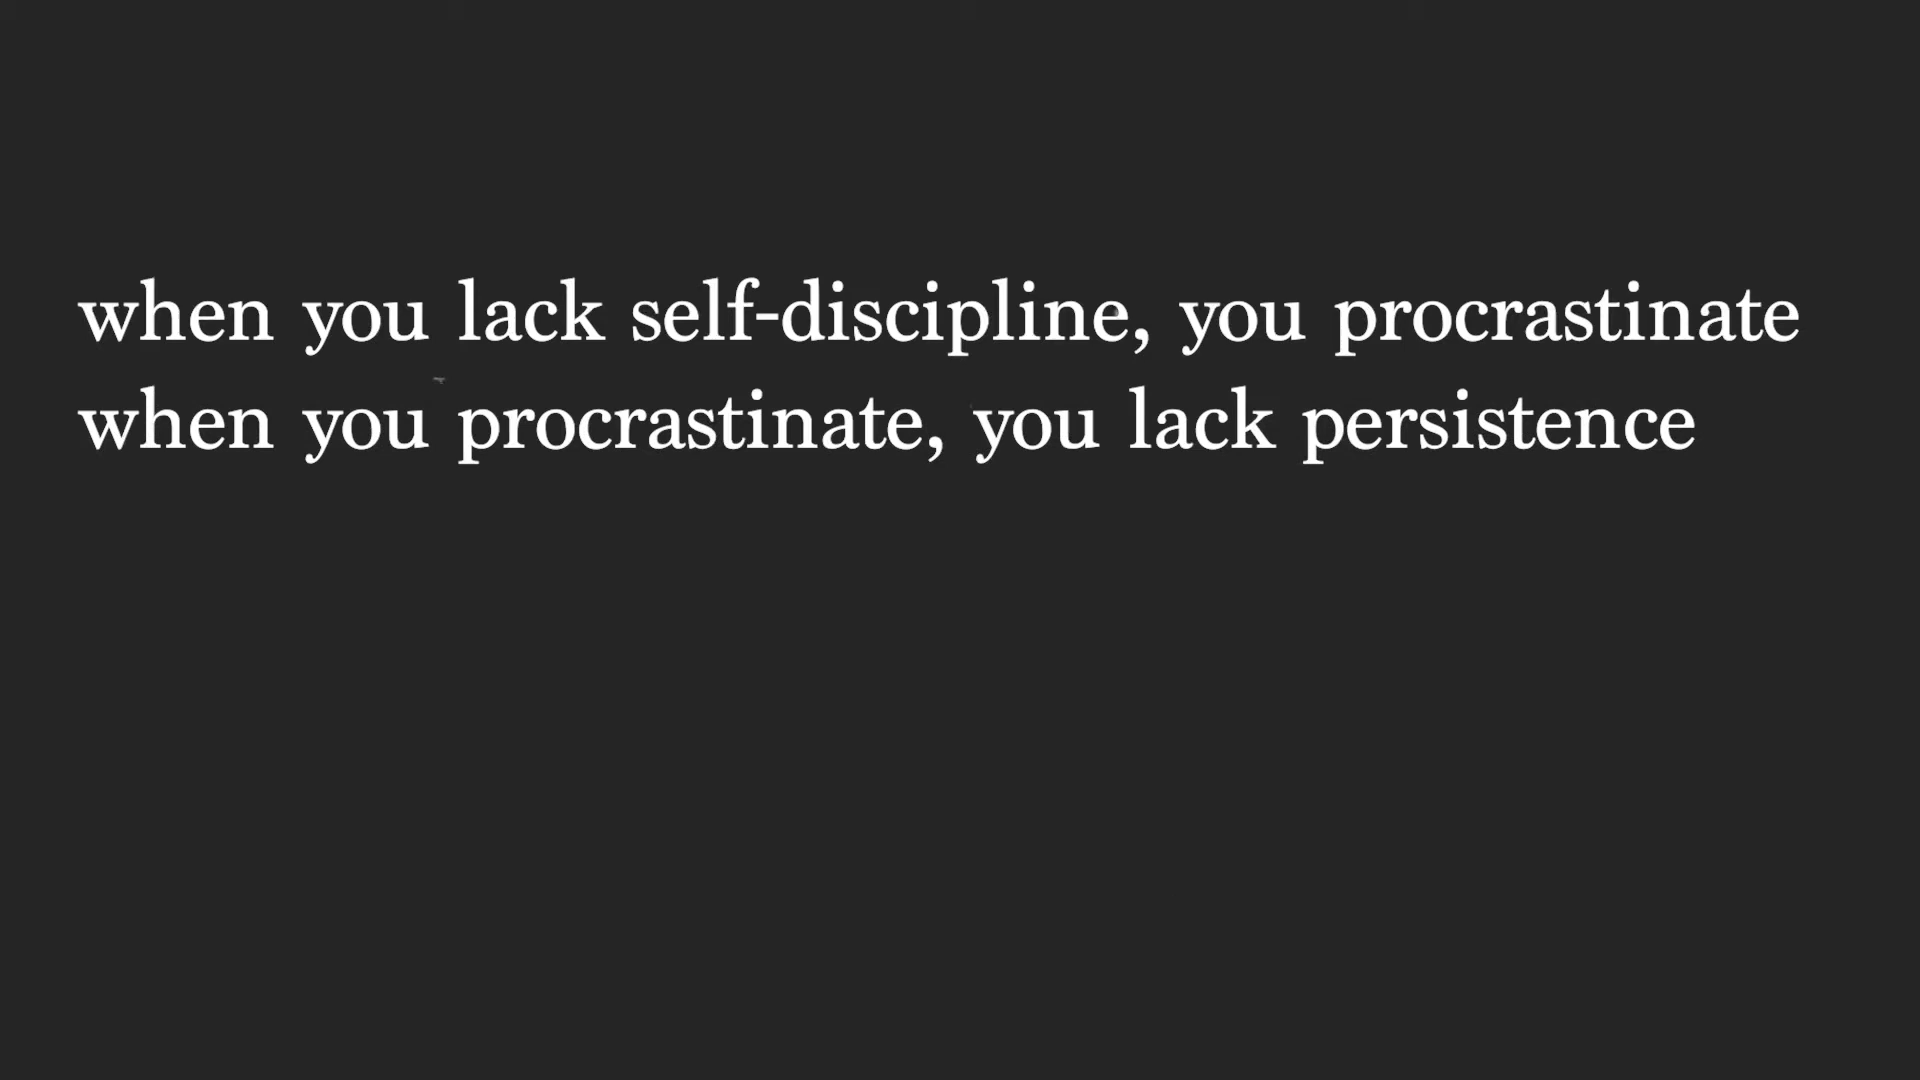 when you lack self-discipline, you procrastinate
when you procrastinate, you lack persistence